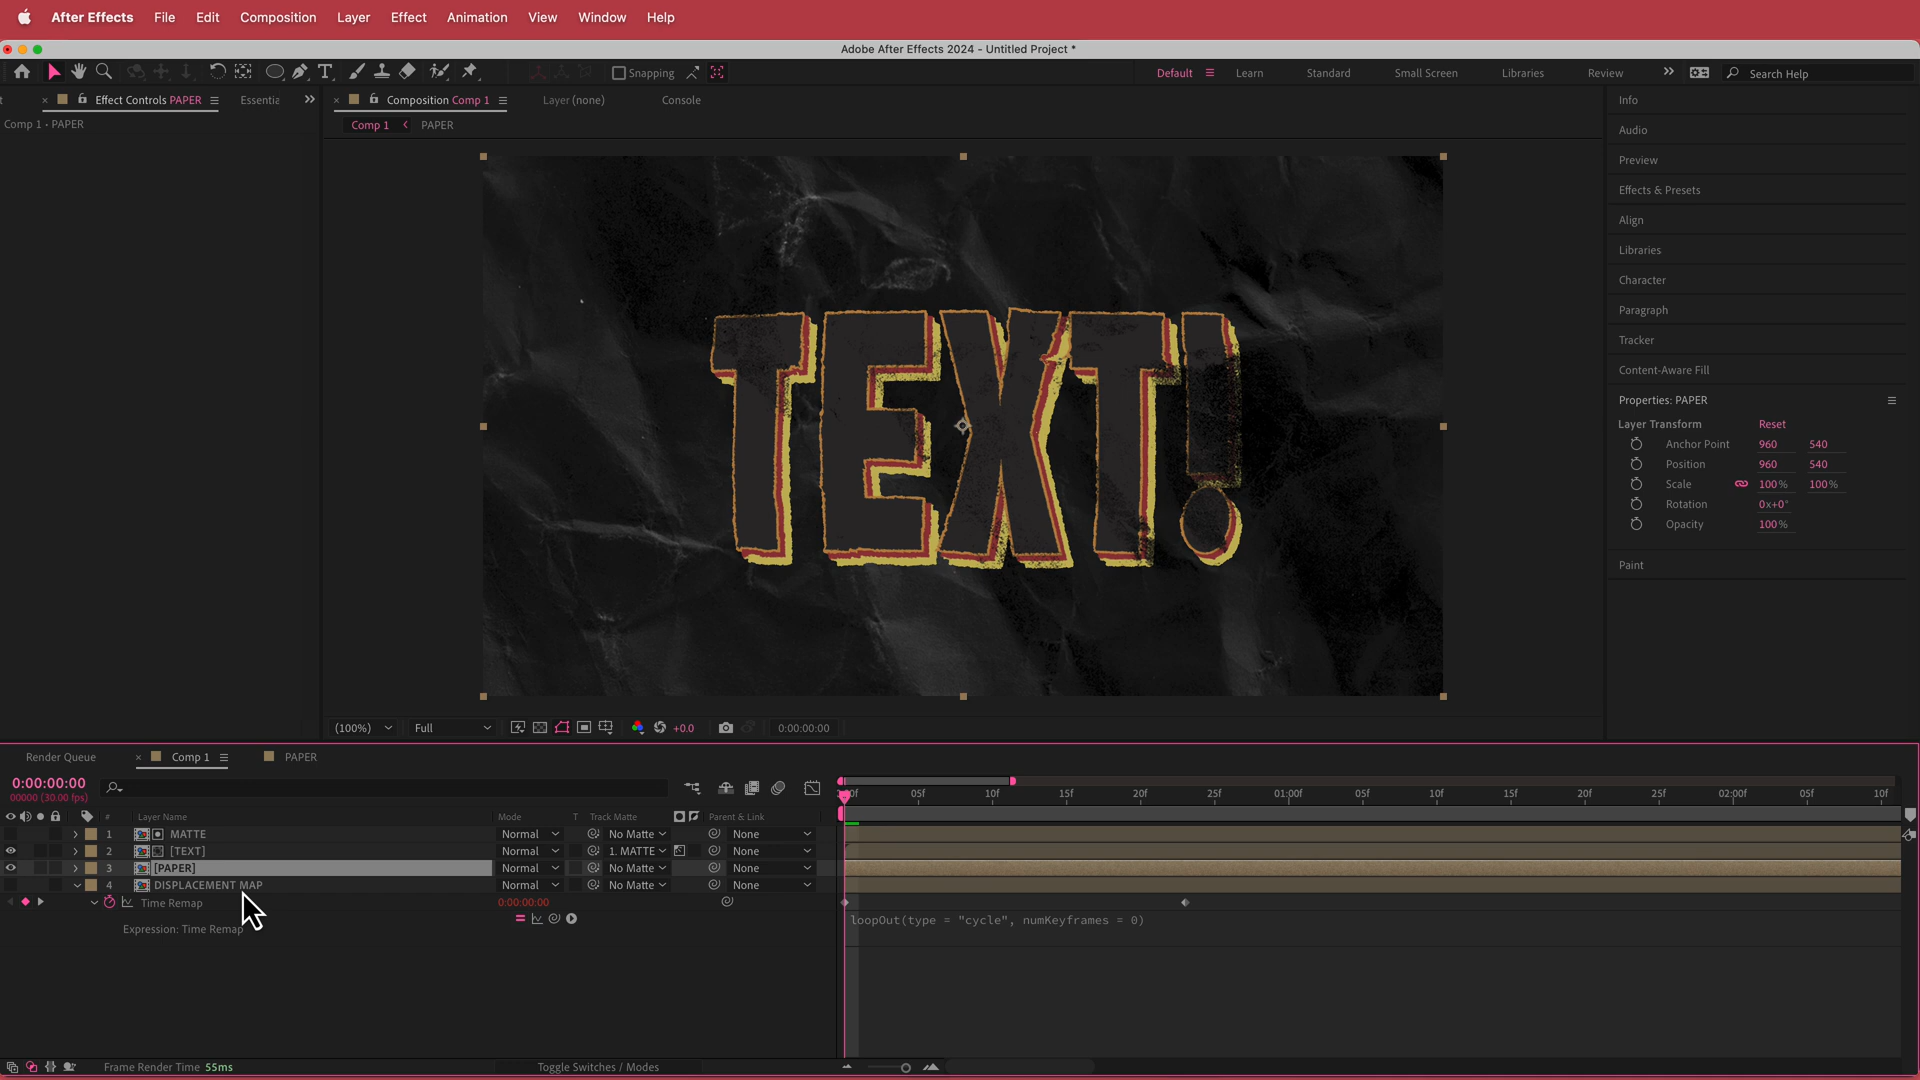 After Effects File Edit Composition Layer Effect Animation View Window Help
Adobe After Effects 2024 - Untitled Project *
Snapping Default Learn Standard Small Screen Libraries Review Search Help
Effect Controls PAPER Essentia Composition Comp 1 Layer (none) Console
Comp 1 • PAPER
Comp 1 PAPER
TEXT!
Info
Audio
Preview
Effects & Presets
Align
Libraries
Character
Paragraph
Tracker
Content-Aware Fill
Properties: PAPER
Layer Transform Reset
Anchor Point 960 540
Position 960 540
Scale 100% 100%
Rotation 0x+0°
Opacity 100%
Paint
(100%) Full +0.0 0:00:00:00
Render Queue Comp 1 PAPER
0:00:00:00
00000 (30.00 fps)
05f 10f 15f 20f 25f 01:00f 05f 10f 15f 20f 25f 02:00f 05f 10f
# Layer Name Mode T Track Matte Parent & Link
1 MATTE Normal No Matte None
2 [TEXT] Normal 1. MATTE None
3 [PAPER] Normal No Matte None
4 DISPLACEMENT MAP Normal No Matte None
Time Remap 0:00:00:00
Expression: Time Remap
loopOut(type = "cycle", numKeyframes = 0)
Frame Render Time 55ms Toggle Switches / Modes